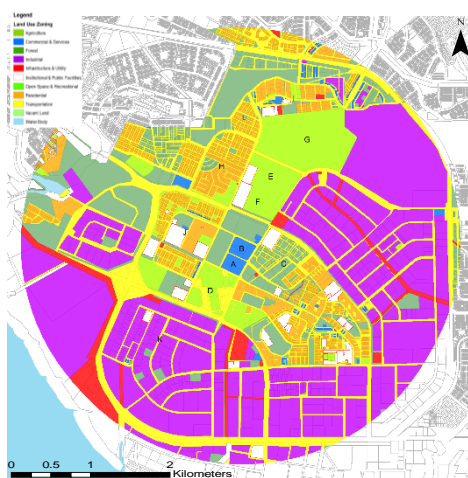 Legend
Land Use Zoning
Agriculture
Commercial & Services
Forest
Industrial
Infrastructure & Utility
Institutional & Public Facilities
Open Space & Recreational
Residential
Transportation
Vacant Land
Water Body
N
L
G
H
E
F
J
B
A
C
D
K
0 0.5 1 2
Kilometers